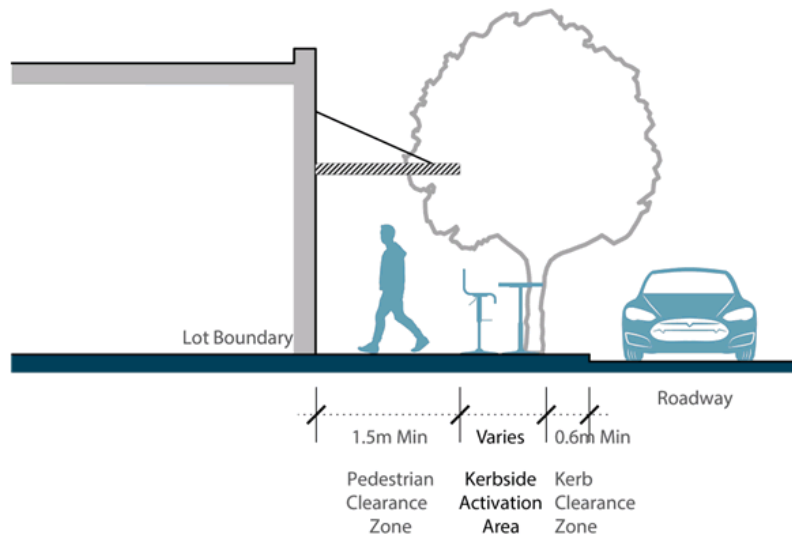 Lot Boundary
Roadway
1.5m Min
Varies
0.6m Min
Pedestrian
Clearance
Zone
Kerbside
Activation
Area
Kerb
Clearance
Zone